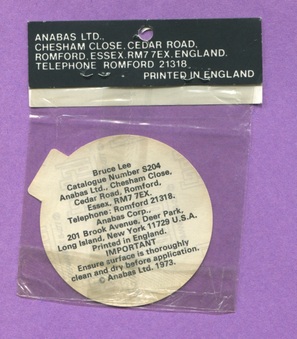 ANABAS LTD.,
CHESHAM CLOSE, CEDAR ROAD,
ROMFORD, ESSEX, RM7 7EX, ENGLAND.
TELEPHONE ROMFORD 21318.
PRINTED IN ENGLAND
Bruce Lee
Catalogue Number S204
Anabas Ltd., Chesham Close,
Cedar Road, Romford,
Essex, RM7 7EX.
Telephone: Romford 21318.
Anabas Corp.,
201 Brook Avenue, Deer Park,
Long Island, New York 11729 U.S.A.
Printed in England.
IMPORTANT
Ensure surface is thoroughly
clean and dry before application.
© Anabas Ltd. 1973.